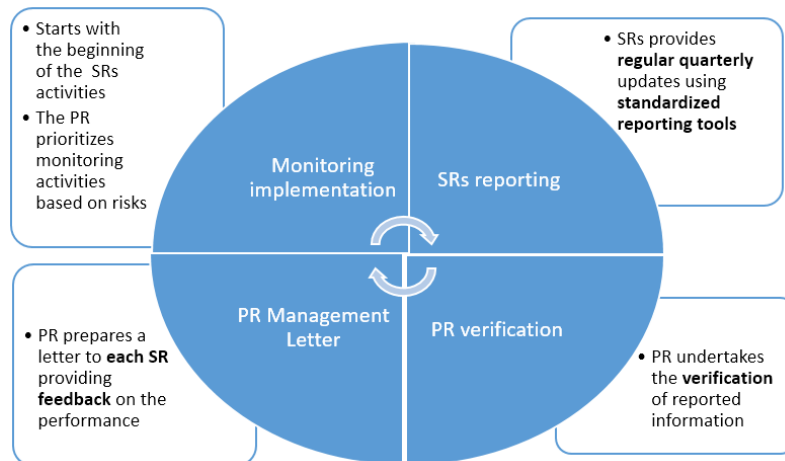 • Starts with
the beginning
of the  SRs
activities
• The PR
prioritizes
monitoring
activities
based on risks
Monitoring
implementation
SRs reporting
• SRs provides
regular quarterly
updates using
standardized
reporting tools
• PR prepares a
letter to each SR
providing
feedback on the
performance
PR Management
Letter
PR verification
• PR undertakes
the verification
of reported
information